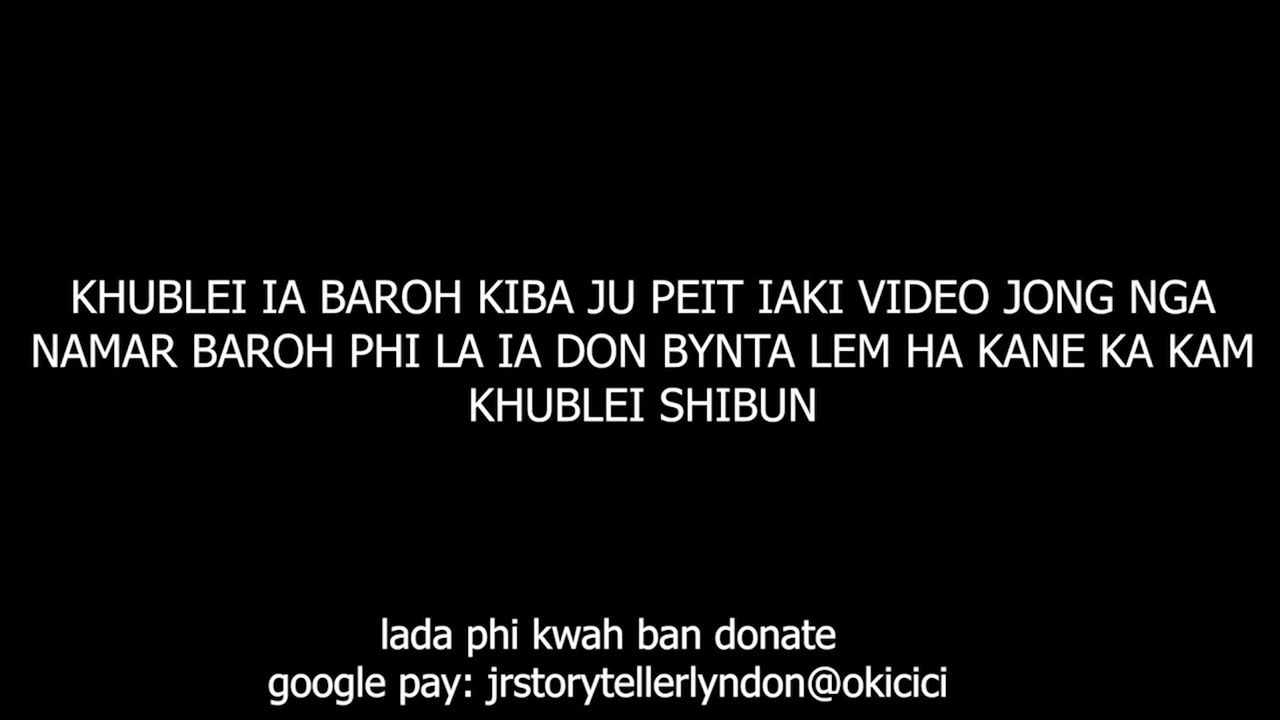 KHUBLEI IA BAROH KIBA JU PEIT IAKI VIDEO JONG NGA
NAMAR BAROH PHI LA IA DON BYNTA LEM HA KANE KA KAM
KHUBLEI SHIBUN
lada phi kwah ban donate
google pay: jrstorytellerlyndon@okicici